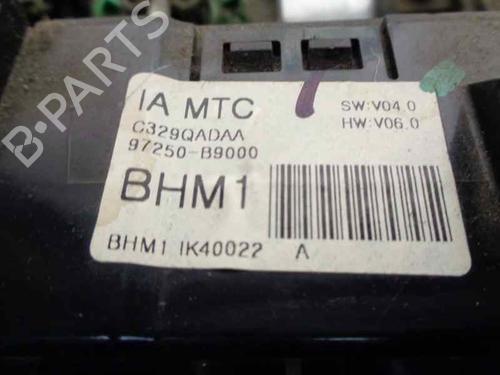 B-PARTS
IA MTC
SW:V04.0
C329QADAA
HW:V06.0
97250-B9000
BHM1
BHM1 IK40022 A